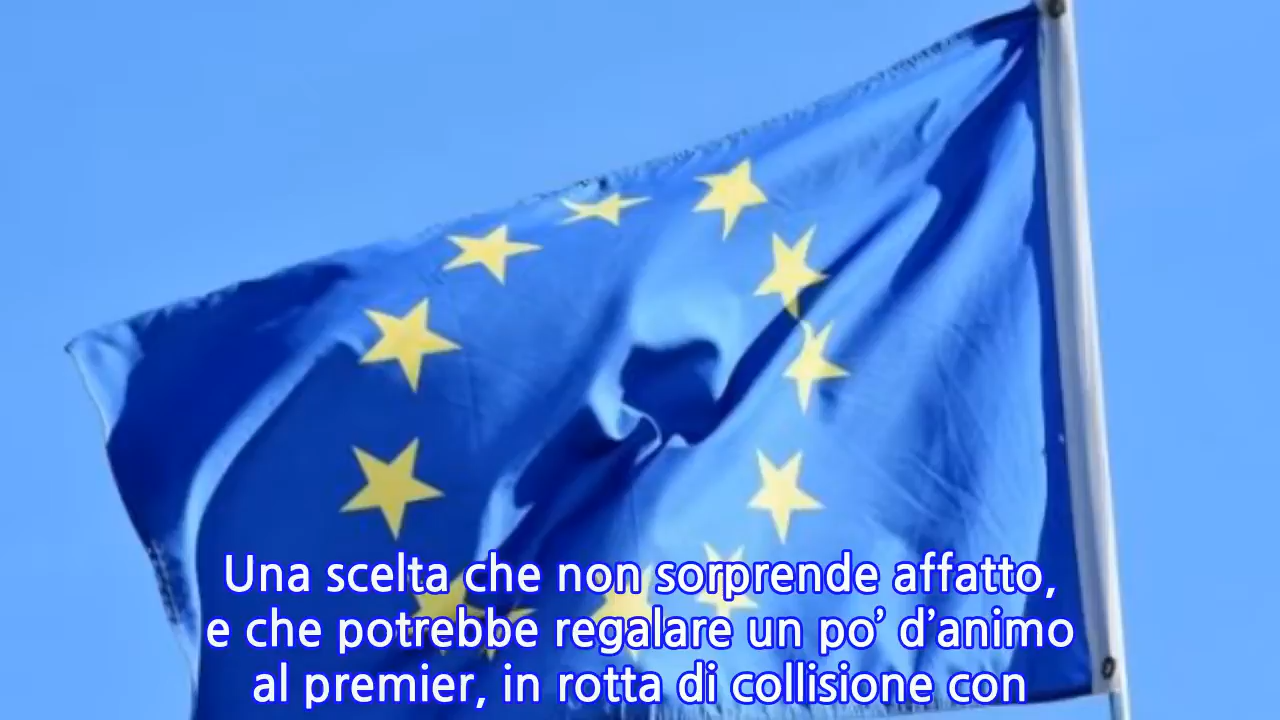 Una scelta che non sorprende affatto,
e che potrebbe regalare un po’ d’animo
al premier, in rotta di collisione con